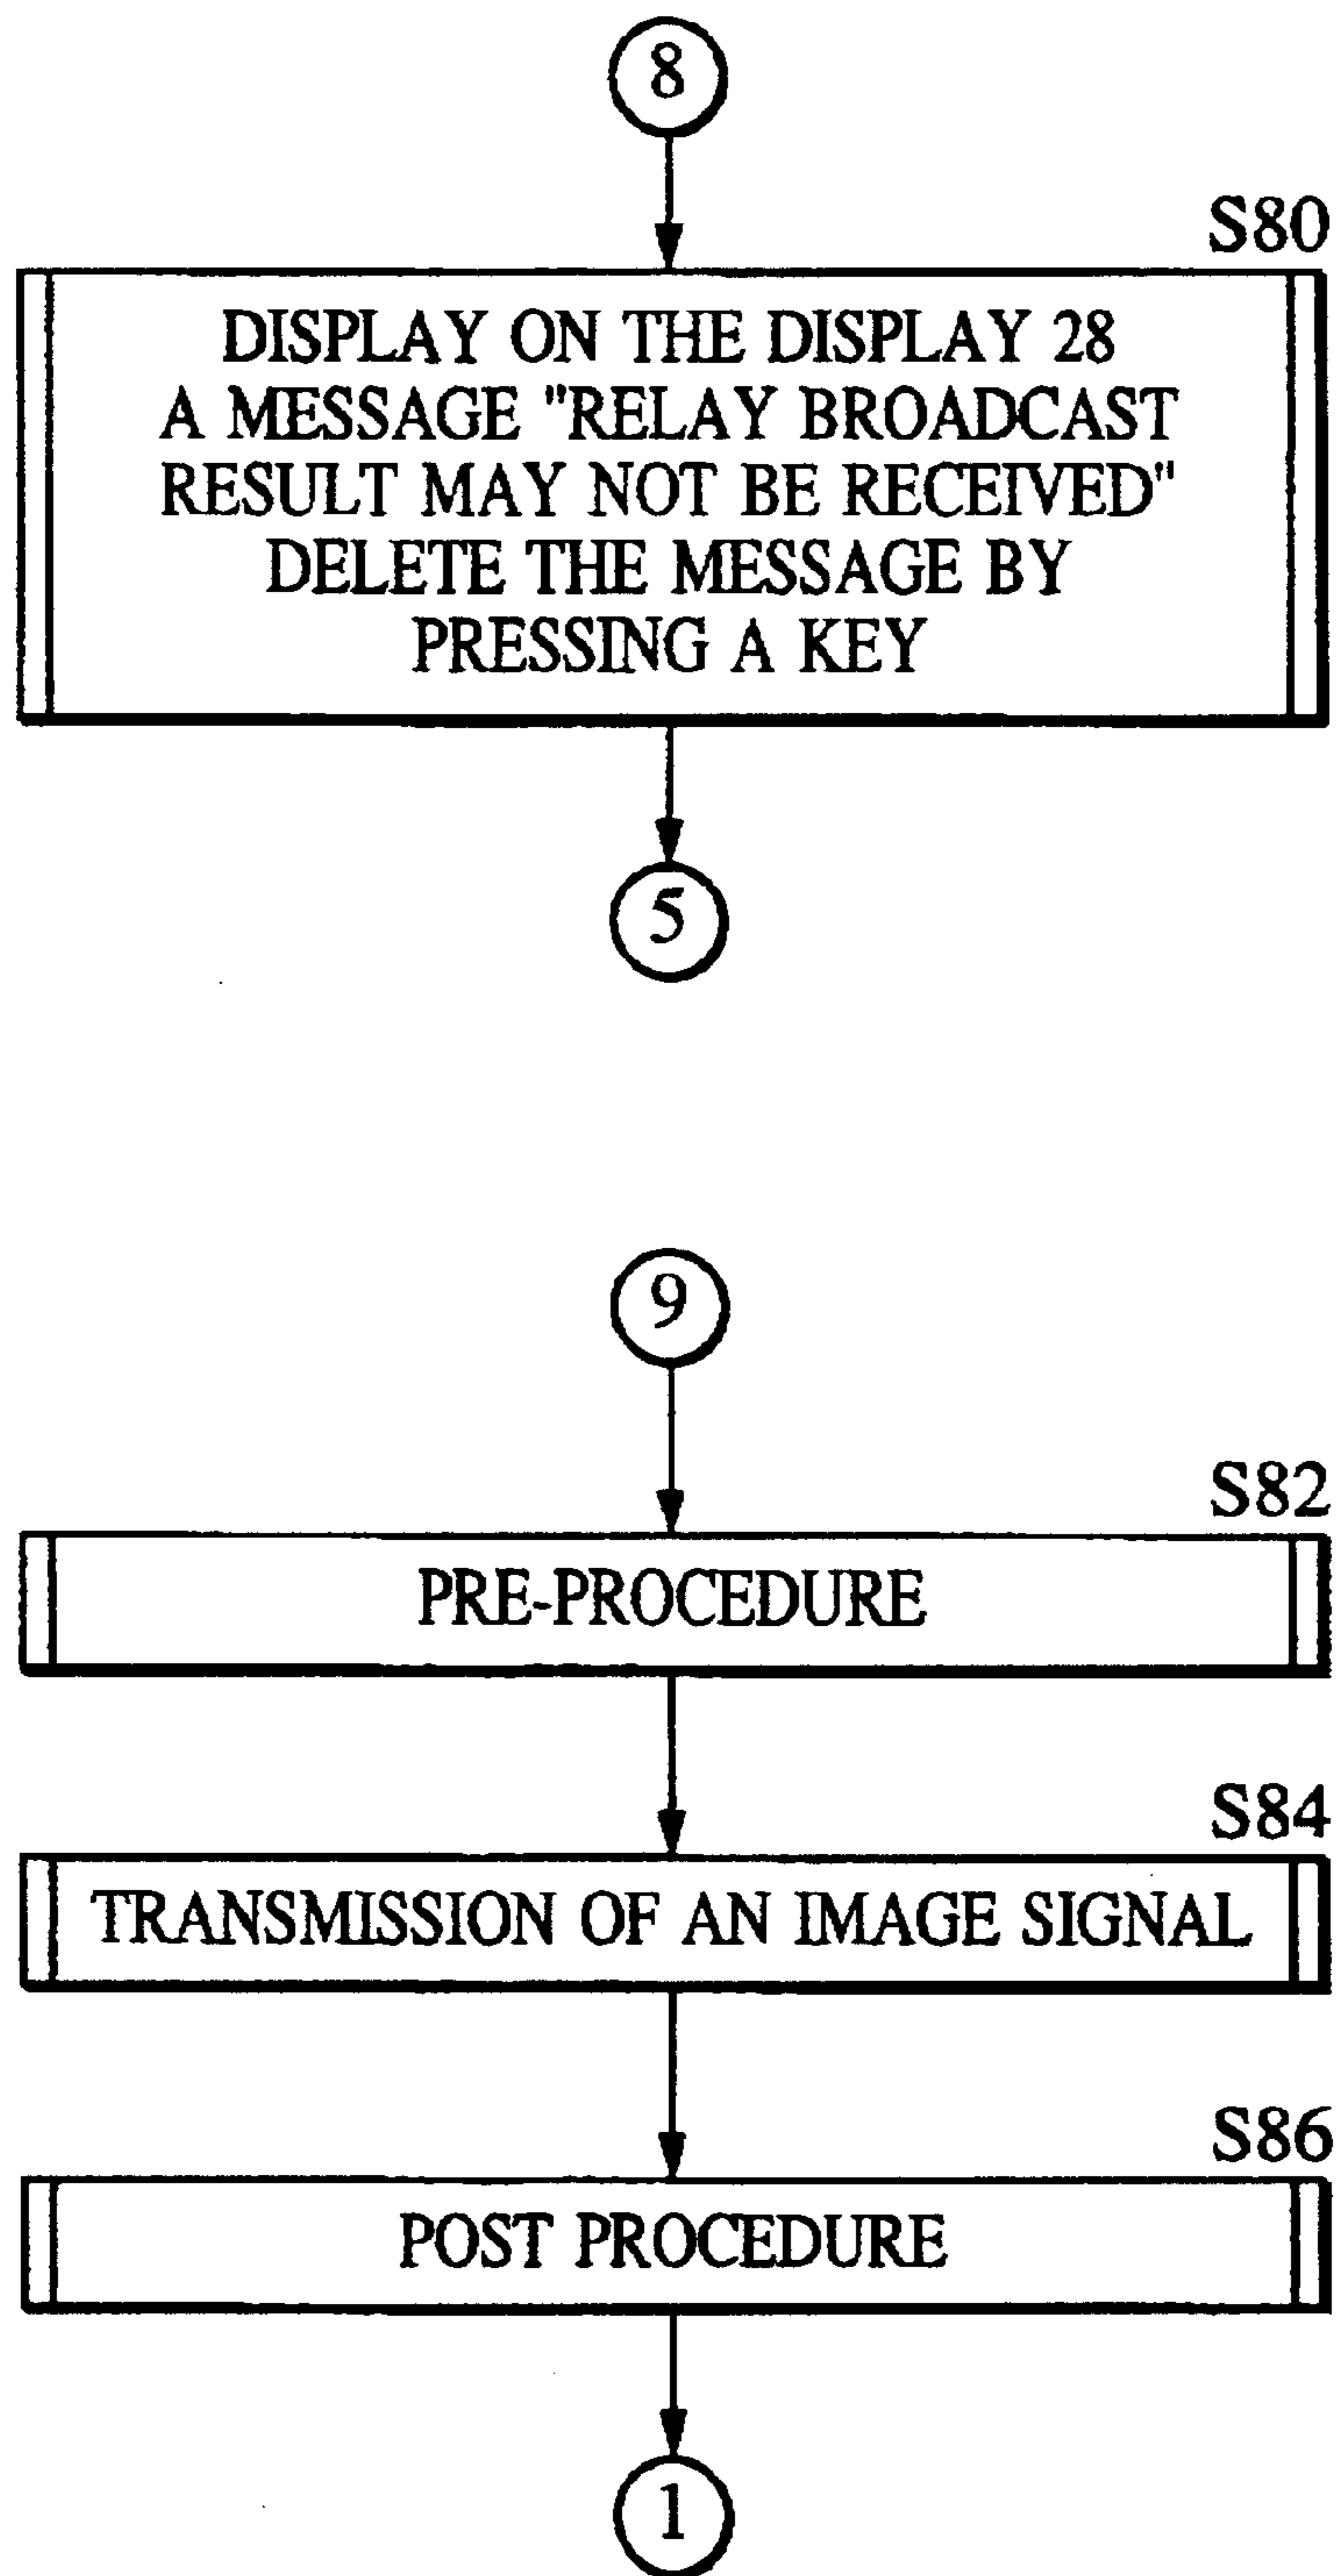 8
S80
DISPLAY ON THE DISPLAY 28
A MESSAGE "RELAY BROADCAST
RESULT MAY NOT BE RECEIVED"
DELETE THE MESSAGE BY
PRESSING A KEY
5
9
S82
PRE-PROCEDURE
S84
TRANSMISSION OF AN IMAGE SIGNAL
S86
POST PROCEDURE
1